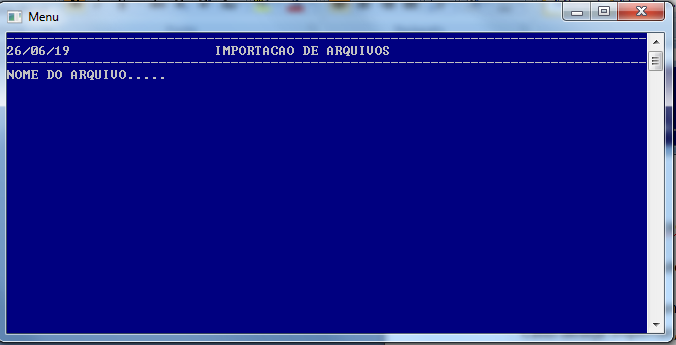 Menu
26/06/19 IMPORTACAO DE ARQUIVOS
NOME DO ARQUIVO.....